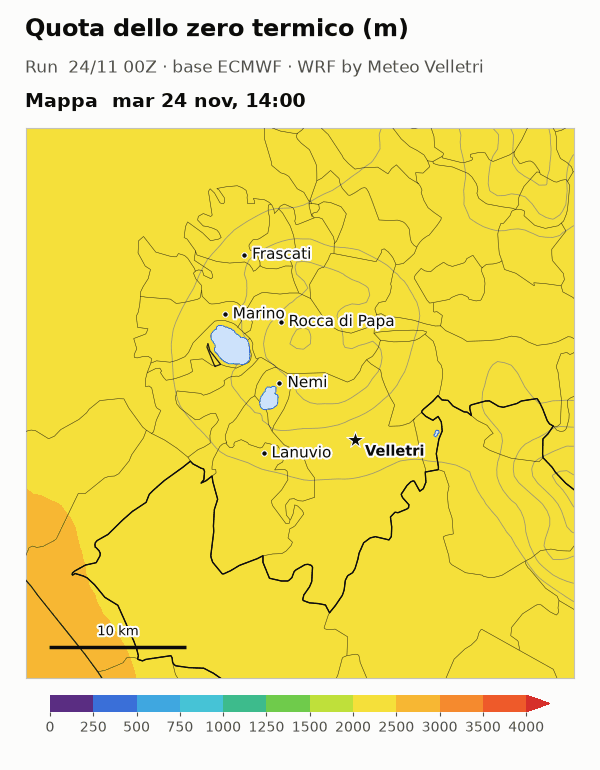 Quota dello zero termico (m)
Run  24/11 00Z · base ECMWF · WRF by Meteo Velletri
Mappa  mar 24 nov, 14:00
Frascati
Marino
Rocca di Papa
Nemi
Velletri
Lanuvio
10 km
0 250 500 750 1000 1250 1500 2000 2500 3000 3500 4000